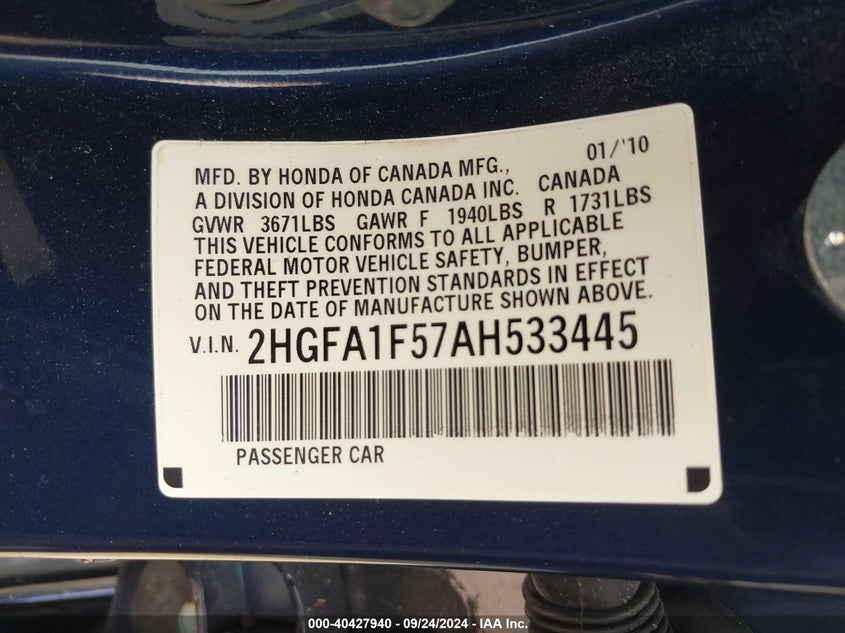 01/'10
MFD. BY HONDA OF CANADA MFG.,
A DIVISION OF HONDA CANADA INC. CANADA
GVWR 3671LBS GAWR F 1940LBS R 1731LBS
THIS VEHICLE CONFORMS TO ALL APPLICABLE
FEDERAL MOTOR VEHICLE SAFETY, BUMPER,
AND THEFT PREVENTION STANDARDS IN EFFECT
ON THE DATE OF MANUFACTURE SHOWN ABOVE.
V.I.N. 2HGFA1F57AH533445
PASSENGER CAR
000-40427940 - 09/24/2024 - IAA Inc.